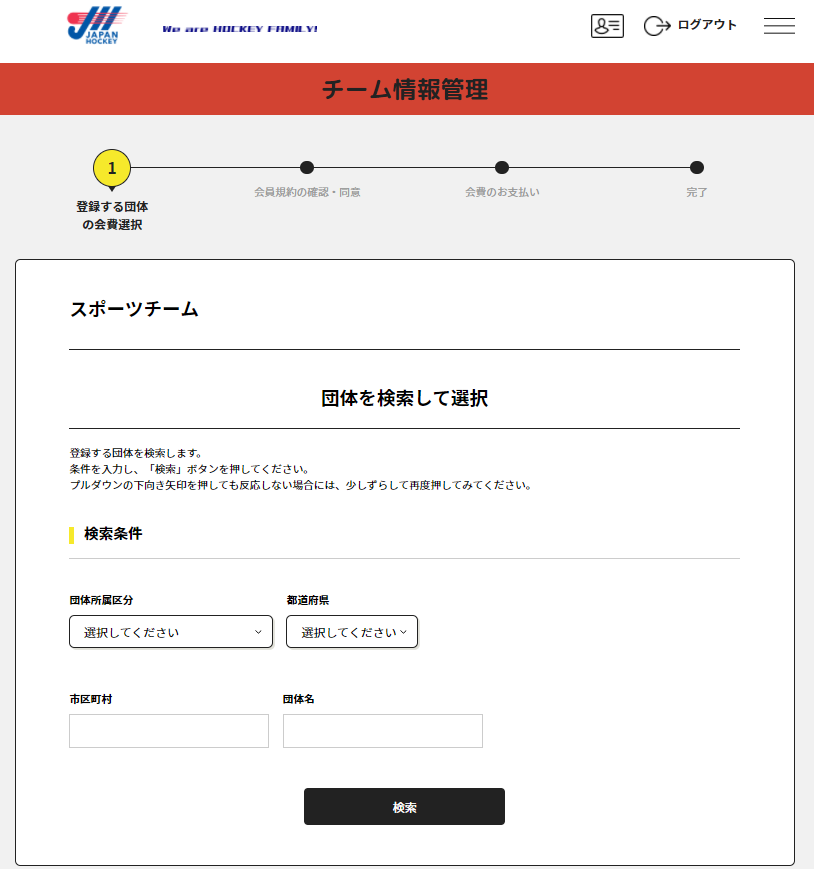 JAPAN
HOCKEY
We are HOCKEY FAMILY!
ログアウト
チーム情報管理
1
登録する団体
の会費選択
会員規約の確認・同意
会費のお支払い
完了
スポーツチーム
団体を検索して選択
登録する団体を検索します。
条件を入力し、「検索」ボタンを押してください。
プルダウンの下向き矢印を押しても反応しない場合には、少しずらして再度押してみてください。
検索条件
団体所属区分
都道府県
選択してください
選択してください
市区町村
団体名
検索